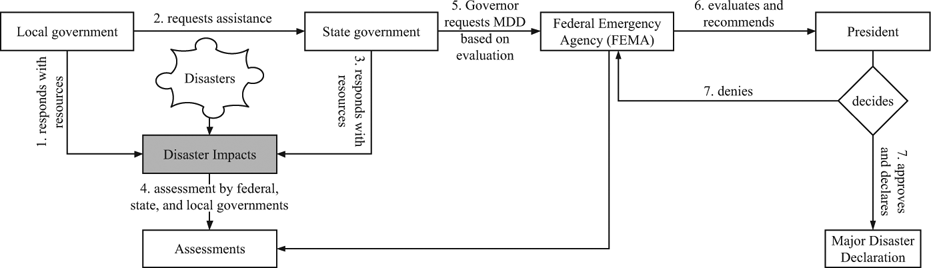 Local government
2. requests assistance
State government
5. Governor
requests MDD
based on
evaluation
Federal Emergency
Agency (FEMA)
6. evaluates and
recommends
President
1. responds with
resources
Disasters
3. responds with
resources
7. denies
decides
Disaster Impacts
4. assessment by federal,
state, and local governments
7. approves
and declares
Assessments
Major Disaster
Declaration